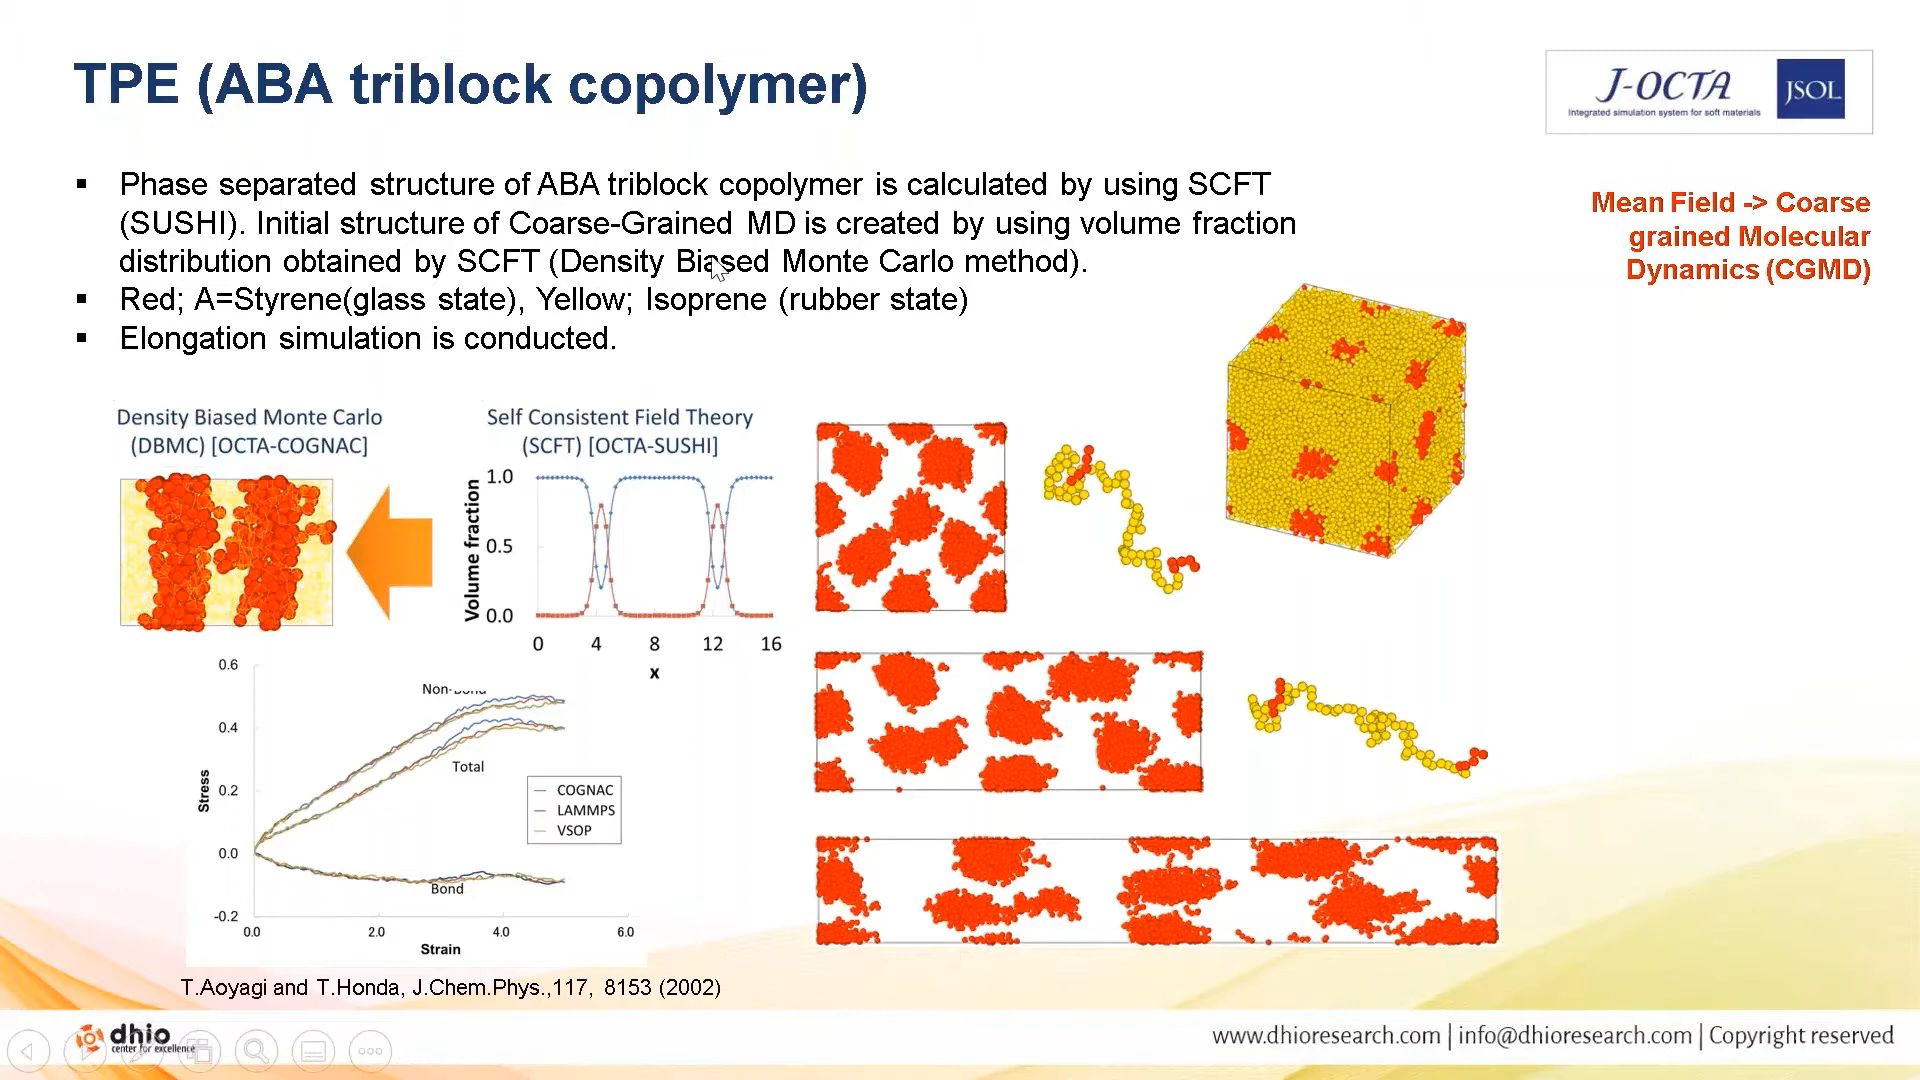 TPE (ABA triblock copolymer)
J-OCTA
Integrated simulation system for soft materials
JSOL
▪ Phase separated structure of ABA triblock copolymer is calculated by using SCFT
(SUSHI). Initial structure of Coarse-Grained MD is created by using volume fraction
distribution obtained by SCFT (Density Biased Monte Carlo method).
▪ Red; A=Styrene(glass state), Yellow; Isoprene (rubber state)
▪ Elongation simulation is conducted.
Mean Field -> Coarse
grained Molecular
Dynamics (CGMD)
Density Biased Monte Carlo
(DBMC) [OCTA-COGNAC]
Self Consistent Field Theory
(SCFT) [OCTA-SUSHI]
Volume fraction
1.0
0.5
0.0
0 4 8 12 16
x
Stress
0.6
0.4
0.2
0.0
-0.2
Non-Bond
Total
Bond
COGNAC
LAMMPS
VSOP
0.0 2.0 4.0 6.0
Strain
T.Aoyagi and T.Honda, J.Chem.Phys.,117, 8153 (2002)
dhio
center for excellence
www.dhioresearch.com | info@dhioresearch.com | Copyright reserved